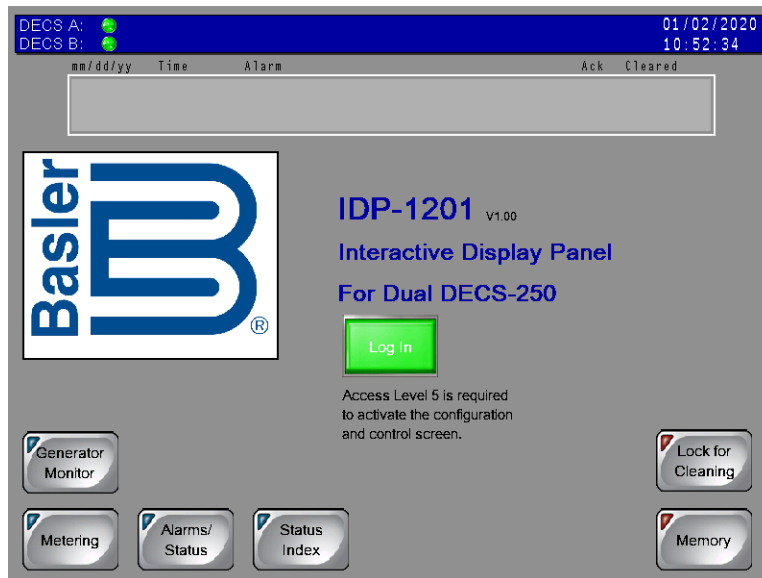 DECS A: 01/02/2020
DECS B: 10:52:34
mm/dd/yy Time Alarm Ack Cleared
Basler
®
IDP-1201 V1.00
Interactive Display Panel
For Dual DECS-250
Log In
Access Level 5 is required
to activate the configuration
and control screen.
Generator
Monitor
Lock for
Cleaning
Metering
Alarms/
Status
Status
Index
Memory